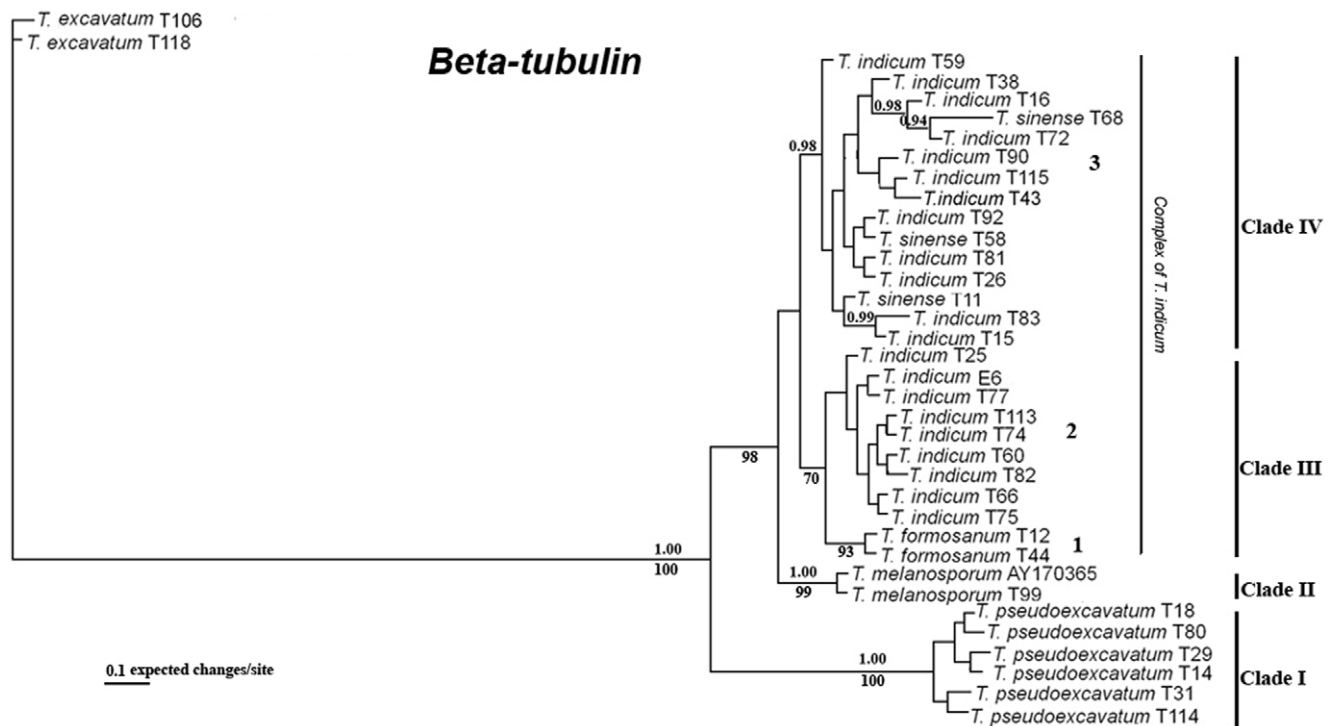 T. excavatum T106
T. excavatum T118
Beta-tubulin
T. indicum T59
T. indicum T38
0.98
T. indicum T16
0.94
T. sinense T68
T. indicum T72
0.98
T. indicum T90
3
T. indicum T115
T.indicum T43
T. indicum T92
T. sinense T58
T. indicum T81
T. indicum T26
T. sinense T11
0.99
T. indicum T83
T. indicum T15
Complex of T. indicum
Clade IV
T. indicum T25
T. indicum E6
T. indicum T77
T. indicum T113
2
T. indicum T74
T. indicum T60
98
70
T. indicum T82
T. indicum T66
T. indicum T75
Clade III
T. formosanum T12
1
93
T. formosanum T44
1.00
100
1.00
99
T. melanosporum AY170365
T. melanosporum T99
Clade II
T. pseudoexcavatum T18
T. pseudoexcavatum T80
1.00
100
T. pseudoexcavatum T29
T. pseudoexcavatum T14
T. pseudoexcavatum T31
T. pseudoexcavatum T114
Clade I
0.1 expected changes/site